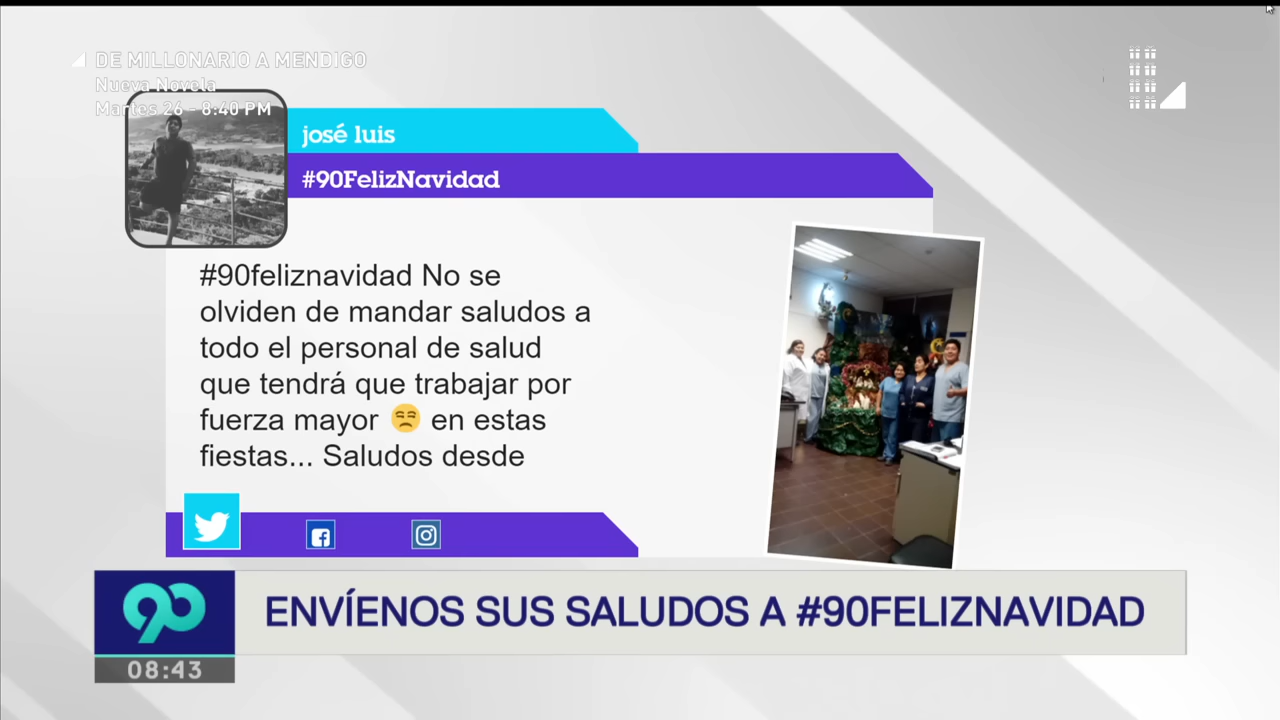 DE MILLONARIO A MENDIGO
Nueva Novela
Martes 26 - 8:40 PM
josé luis
#90FelizNavidad
#90feliznavidad No se
olviden de mandar saludos a
todo el personal de salud
que tendrá que trabajar por
fuerza mayor 😒 en estas
fiestas... Saludos desde
90
ENVÍENOS SUS SALUDOS A #90FELIZNAVIDAD
08:43